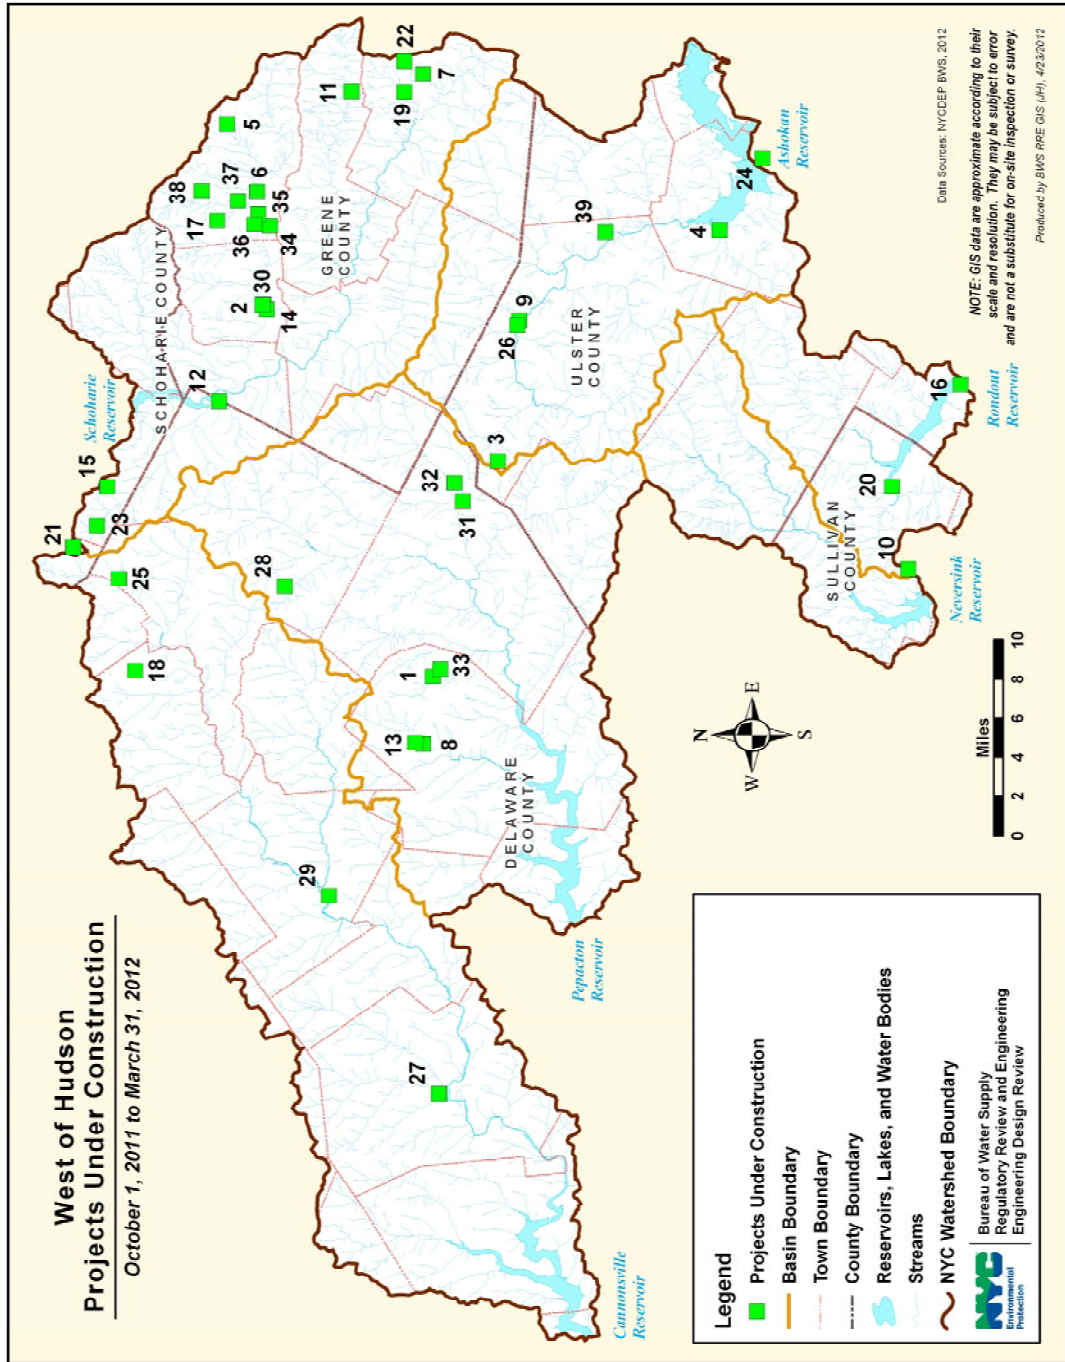 West of Hudson
Projects Under Construction
October 1, 2011 to March 31, 2012
21
15
Schoharie
Reservoir
23
25
SCHOHARIE COUNTY
38
5
18
12
17
37
6
36
35
34
2
30
14
11
22
19
7
28
GREENE
COUNTY
29
13
8
1
33
32
31
3
26
9
27
DELAWARE
COUNTY
ULSTER
COUNTY
39
Pepacton
Reservoir
Cannonsville
Reservoir
4
24
Ashokan
Reservoir
N
W
E
S
SULLIVAN
COUNTY
20
10
16
Neversink
Reservoir
Rondout
Reservoir
Miles
0
2
4
6
8
10
Legend
Projects Under Construction
Basin Boundary
Town Boundary
County Boundary
Reservoirs, Lakes, and Water Bodies
Streams
NYC Watershed Boundary
NYC
Environmental
Protection
Bureau of Water Supply
Regulatory Review and Engineering
Engineering Design Review
Data Sources: NYCDEP BWS, 2012
NOTE: GIS data are approximate according to their
scale and resolution. They may be subject to error
and are not a substitute for on-site inspection or survey.
Produced by BWS RRE GIS (JH), 4/23/2012